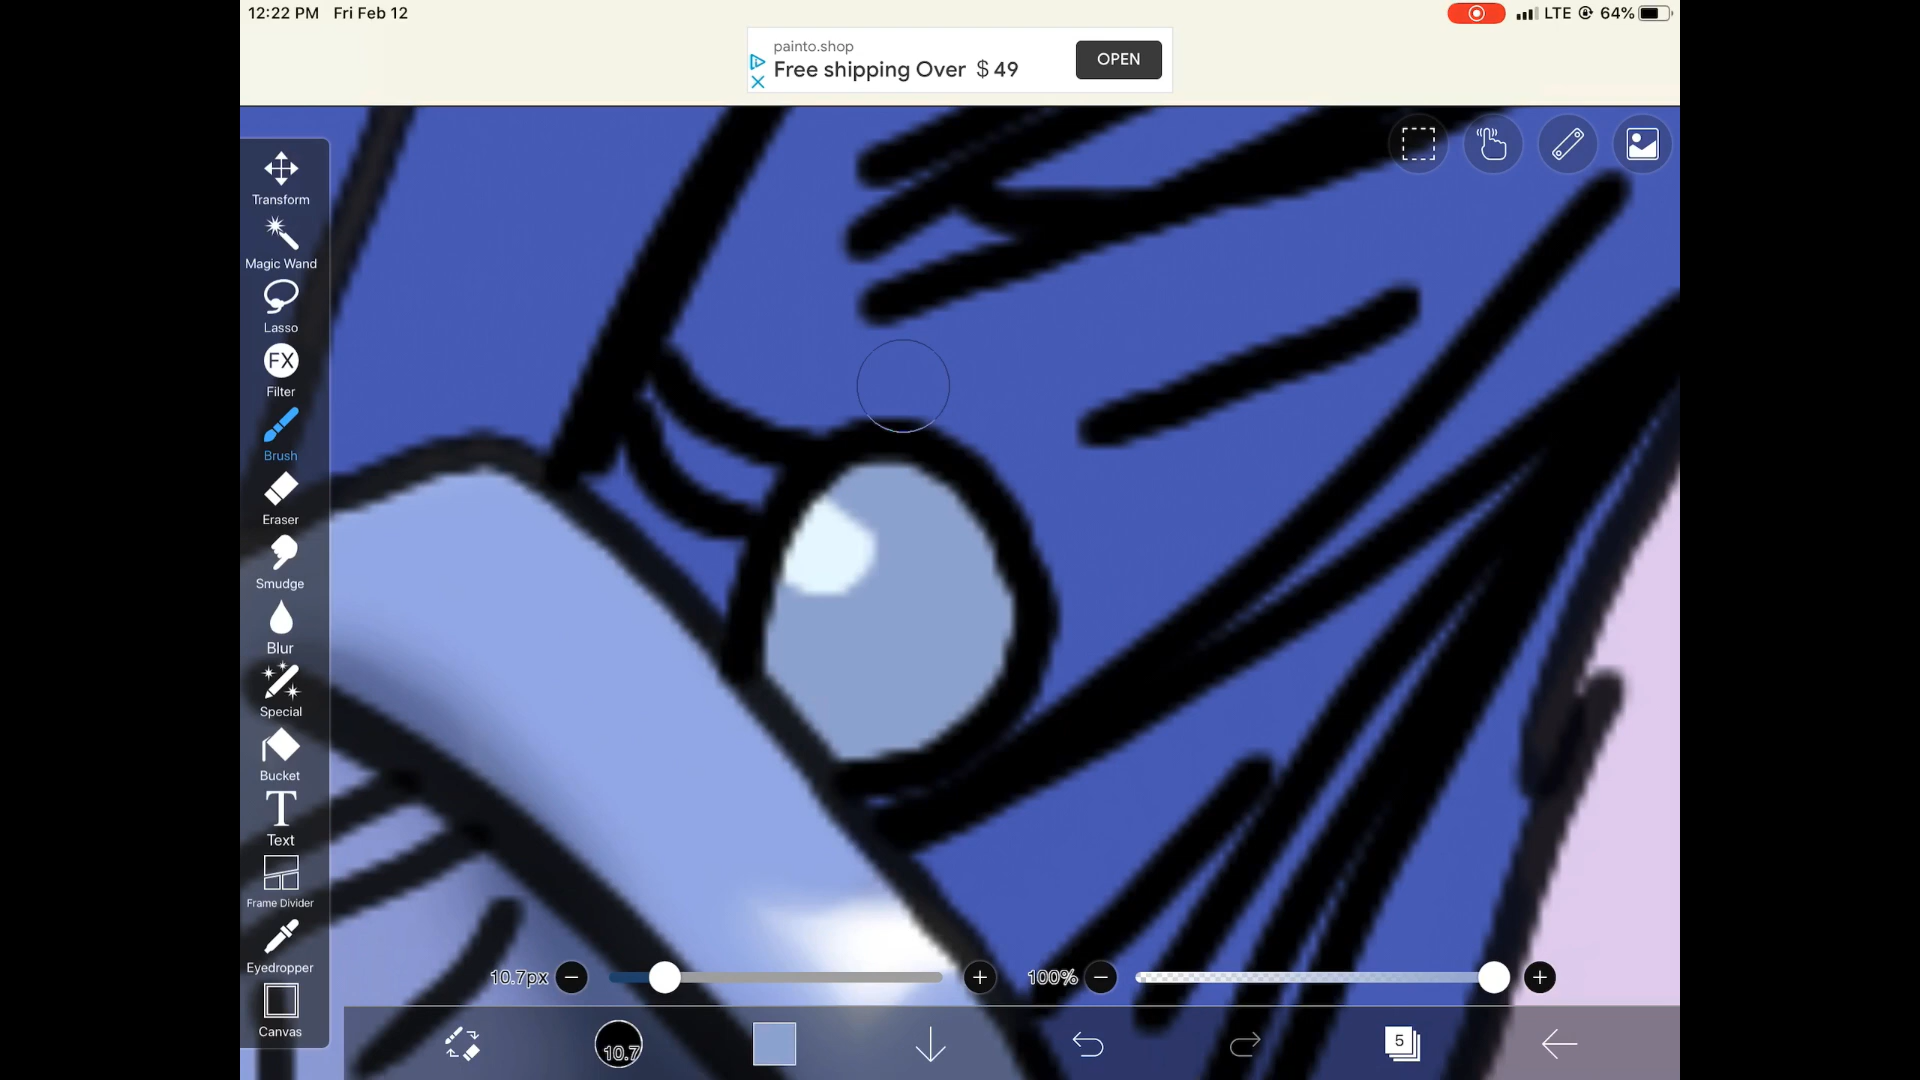 12:22 PM Fri Feb 12
LTE 64%
painto.shop
Free shipping Over $ 49
OPEN
Transform
Magic Wand
Lasso
FX
Filter
Brush
Eraser
Smudge
Blur
Special
Bucket
T
Text
Frame Divider
Eyedropper
Canvas
10.7px
100%
10.7
5